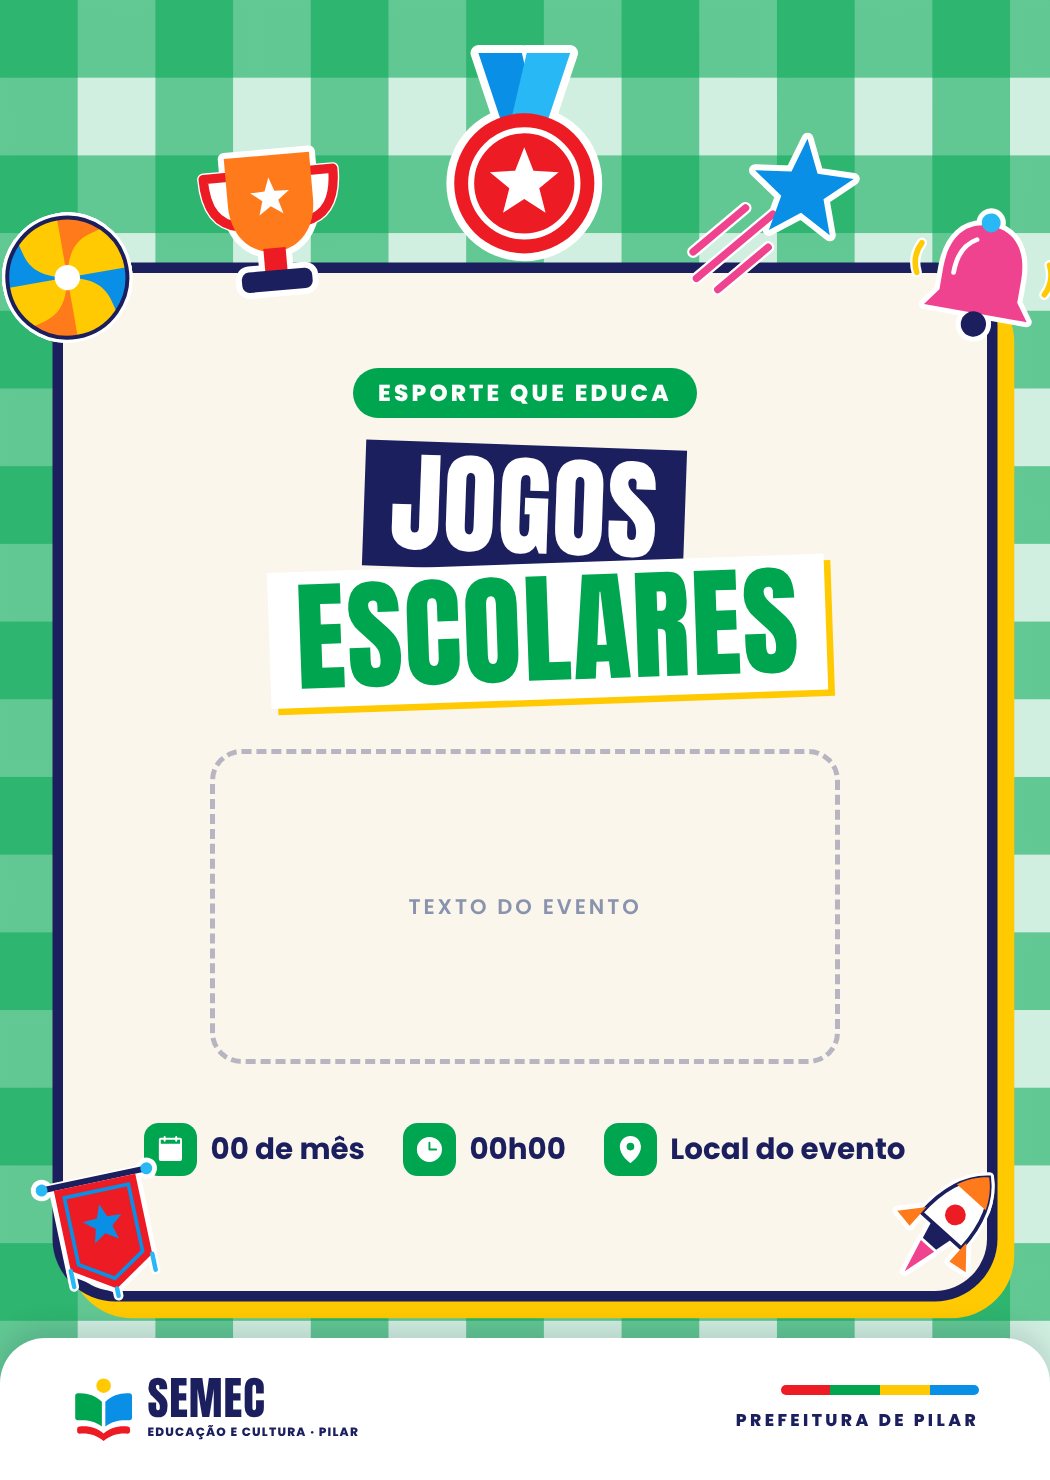 ESPORTE QUE EDUCA
JOGOS
ESCOLARES
TEXTO DO EVENTO
00 de mês
00h00
Local do evento
SEMEC
EDUCAÇÃO E CULTURA · PILAR
PREFEITURA DE PILAR